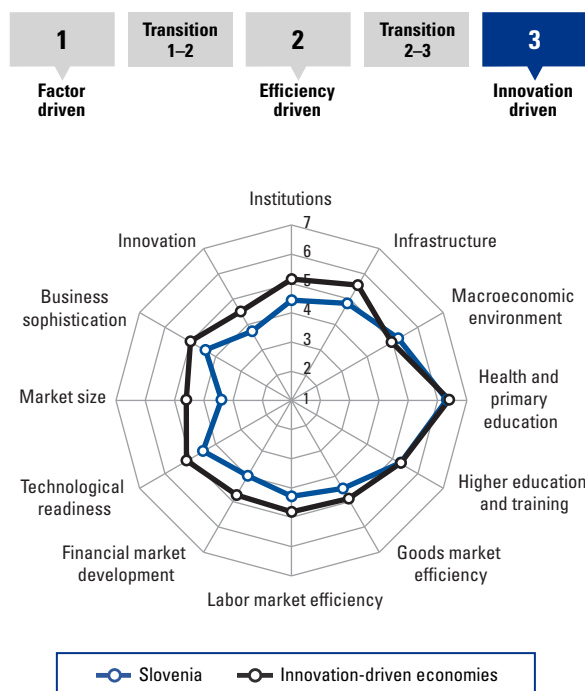 1
Transition
1–2
2
Transition
2–3
3
Factor
driven
Efficiency
driven
Innovation
driven
Institutions
7
Innovation
Infrastructure
6
5
Business
sophistication
Macroeconomic
environment
4
3
2
Market size
1
Health and
primary
education
Technological
readiness
Higher education
and training
Financial market
development
Goods market
efficiency
Labor market efficiency
Slovenia
Innovation-driven economies